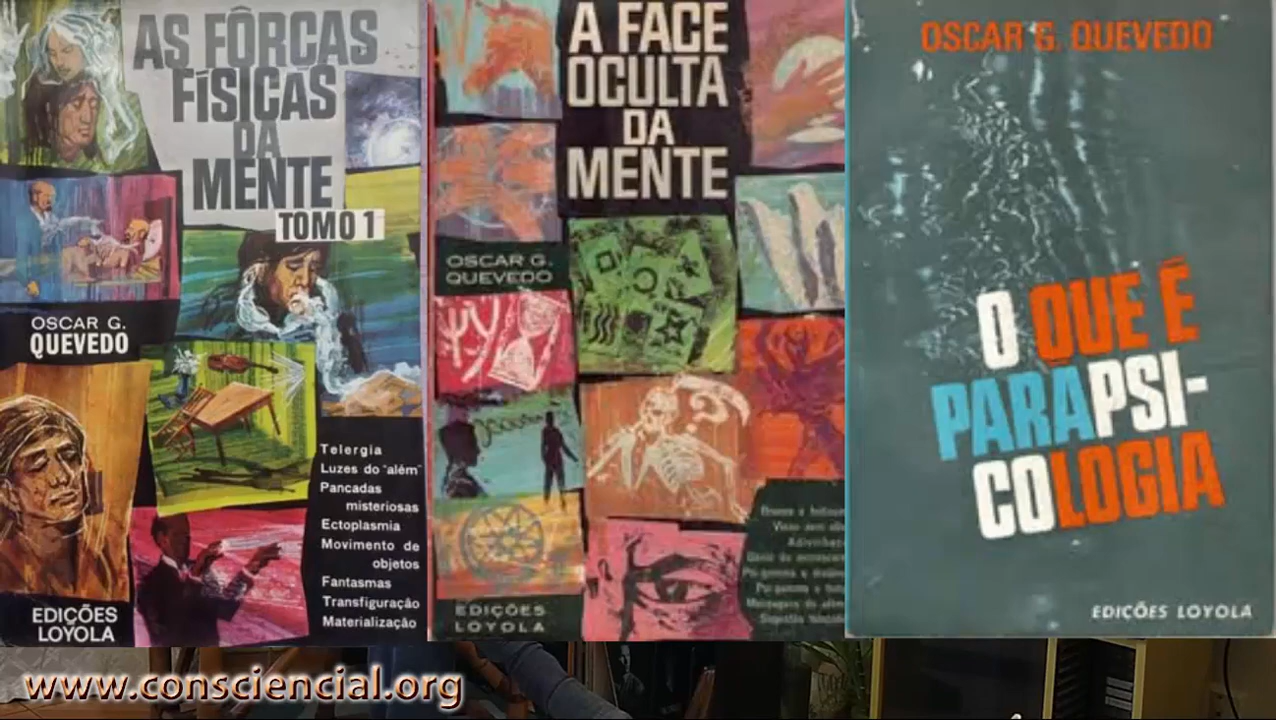 AS FÔRCAS
FÍSICAS
DA
MENTE
TOMO 1
OSCAR G.
QUEVEDO
Telergia
Luzes do "além"
Pancadas
misteriosas
Ectoplasmia
Movimento de
objetos
Fantasmas
Transfiguração
Materialização
EDIÇÕES
LOYOLA
A FACE
OCULTA
DA
MENTE
OSCAR G.
QUEVEDO
EDIÇÕES
LOYOLA
OSCAR G. QUEVEDO
O QUE É
PARAPSI-
COLOGIA
EDIÇÕES LOYOLA
www.consciencial.org